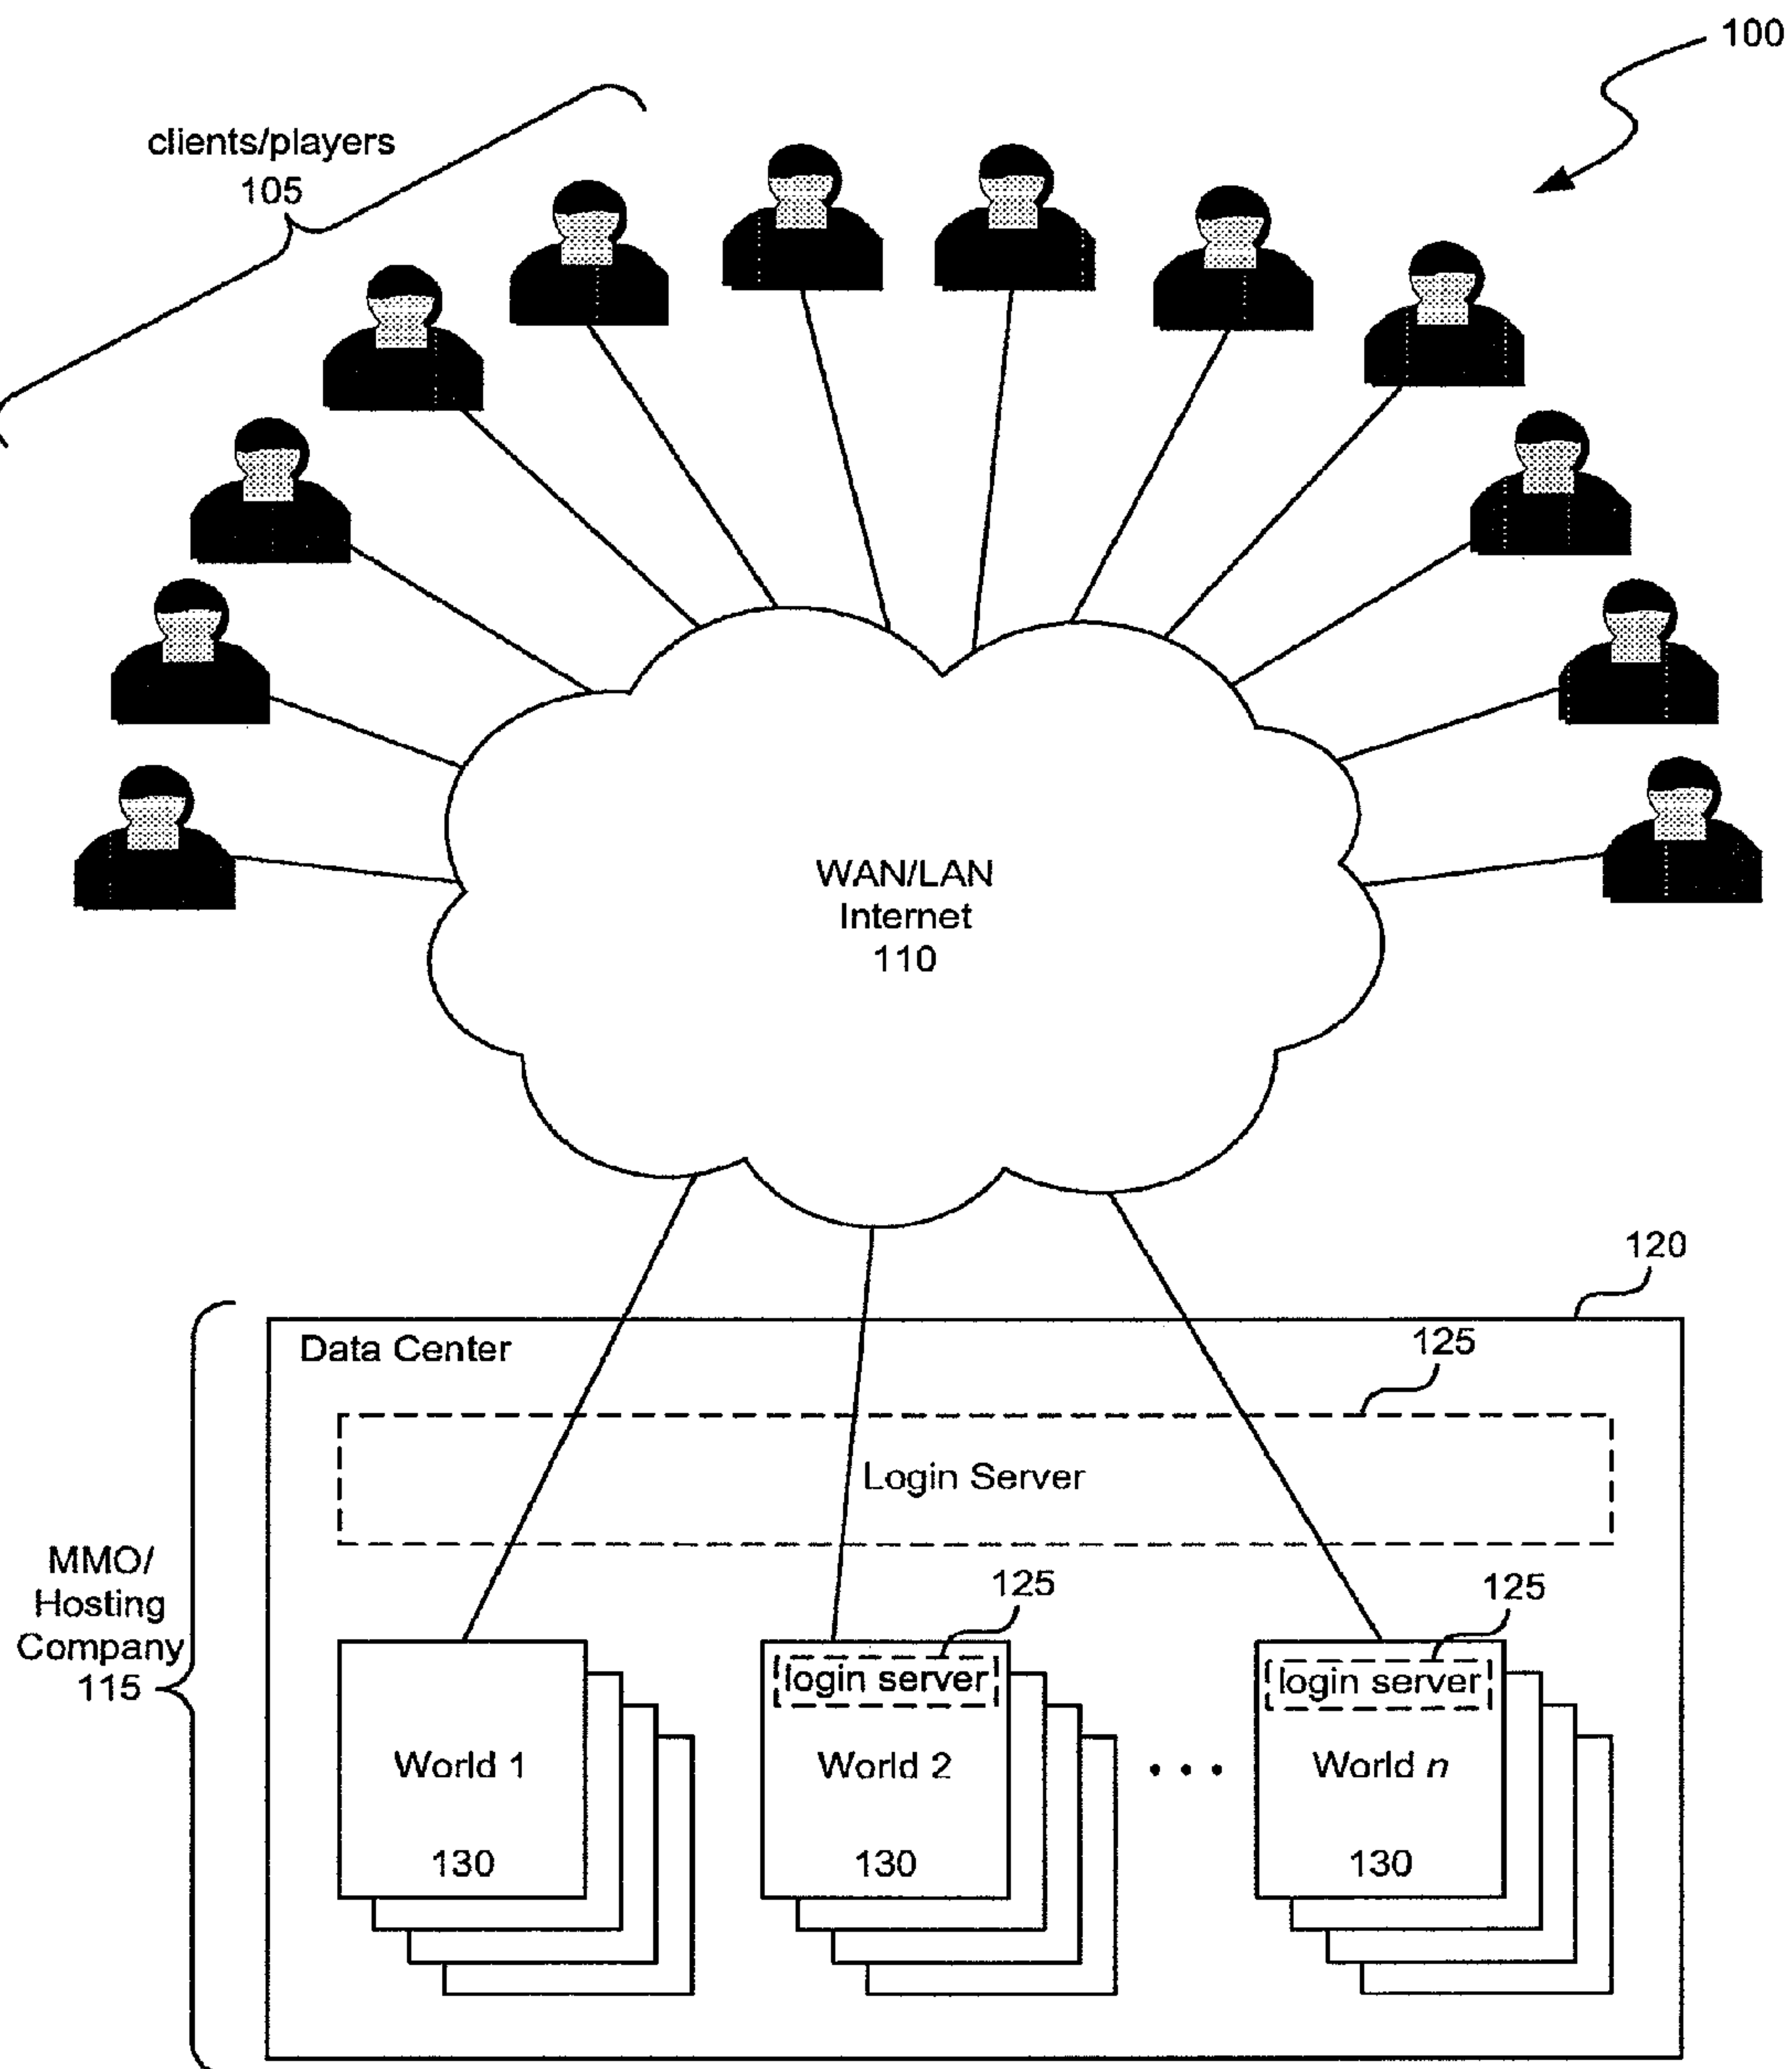 100
clients/players
105
WAN/LAN
Internet
110
120
Data Center
125
Login Server
MMO/
Hosting
Company
115
125
125
login server
login server
World 1
World 2
• • •
World n
130
130
130